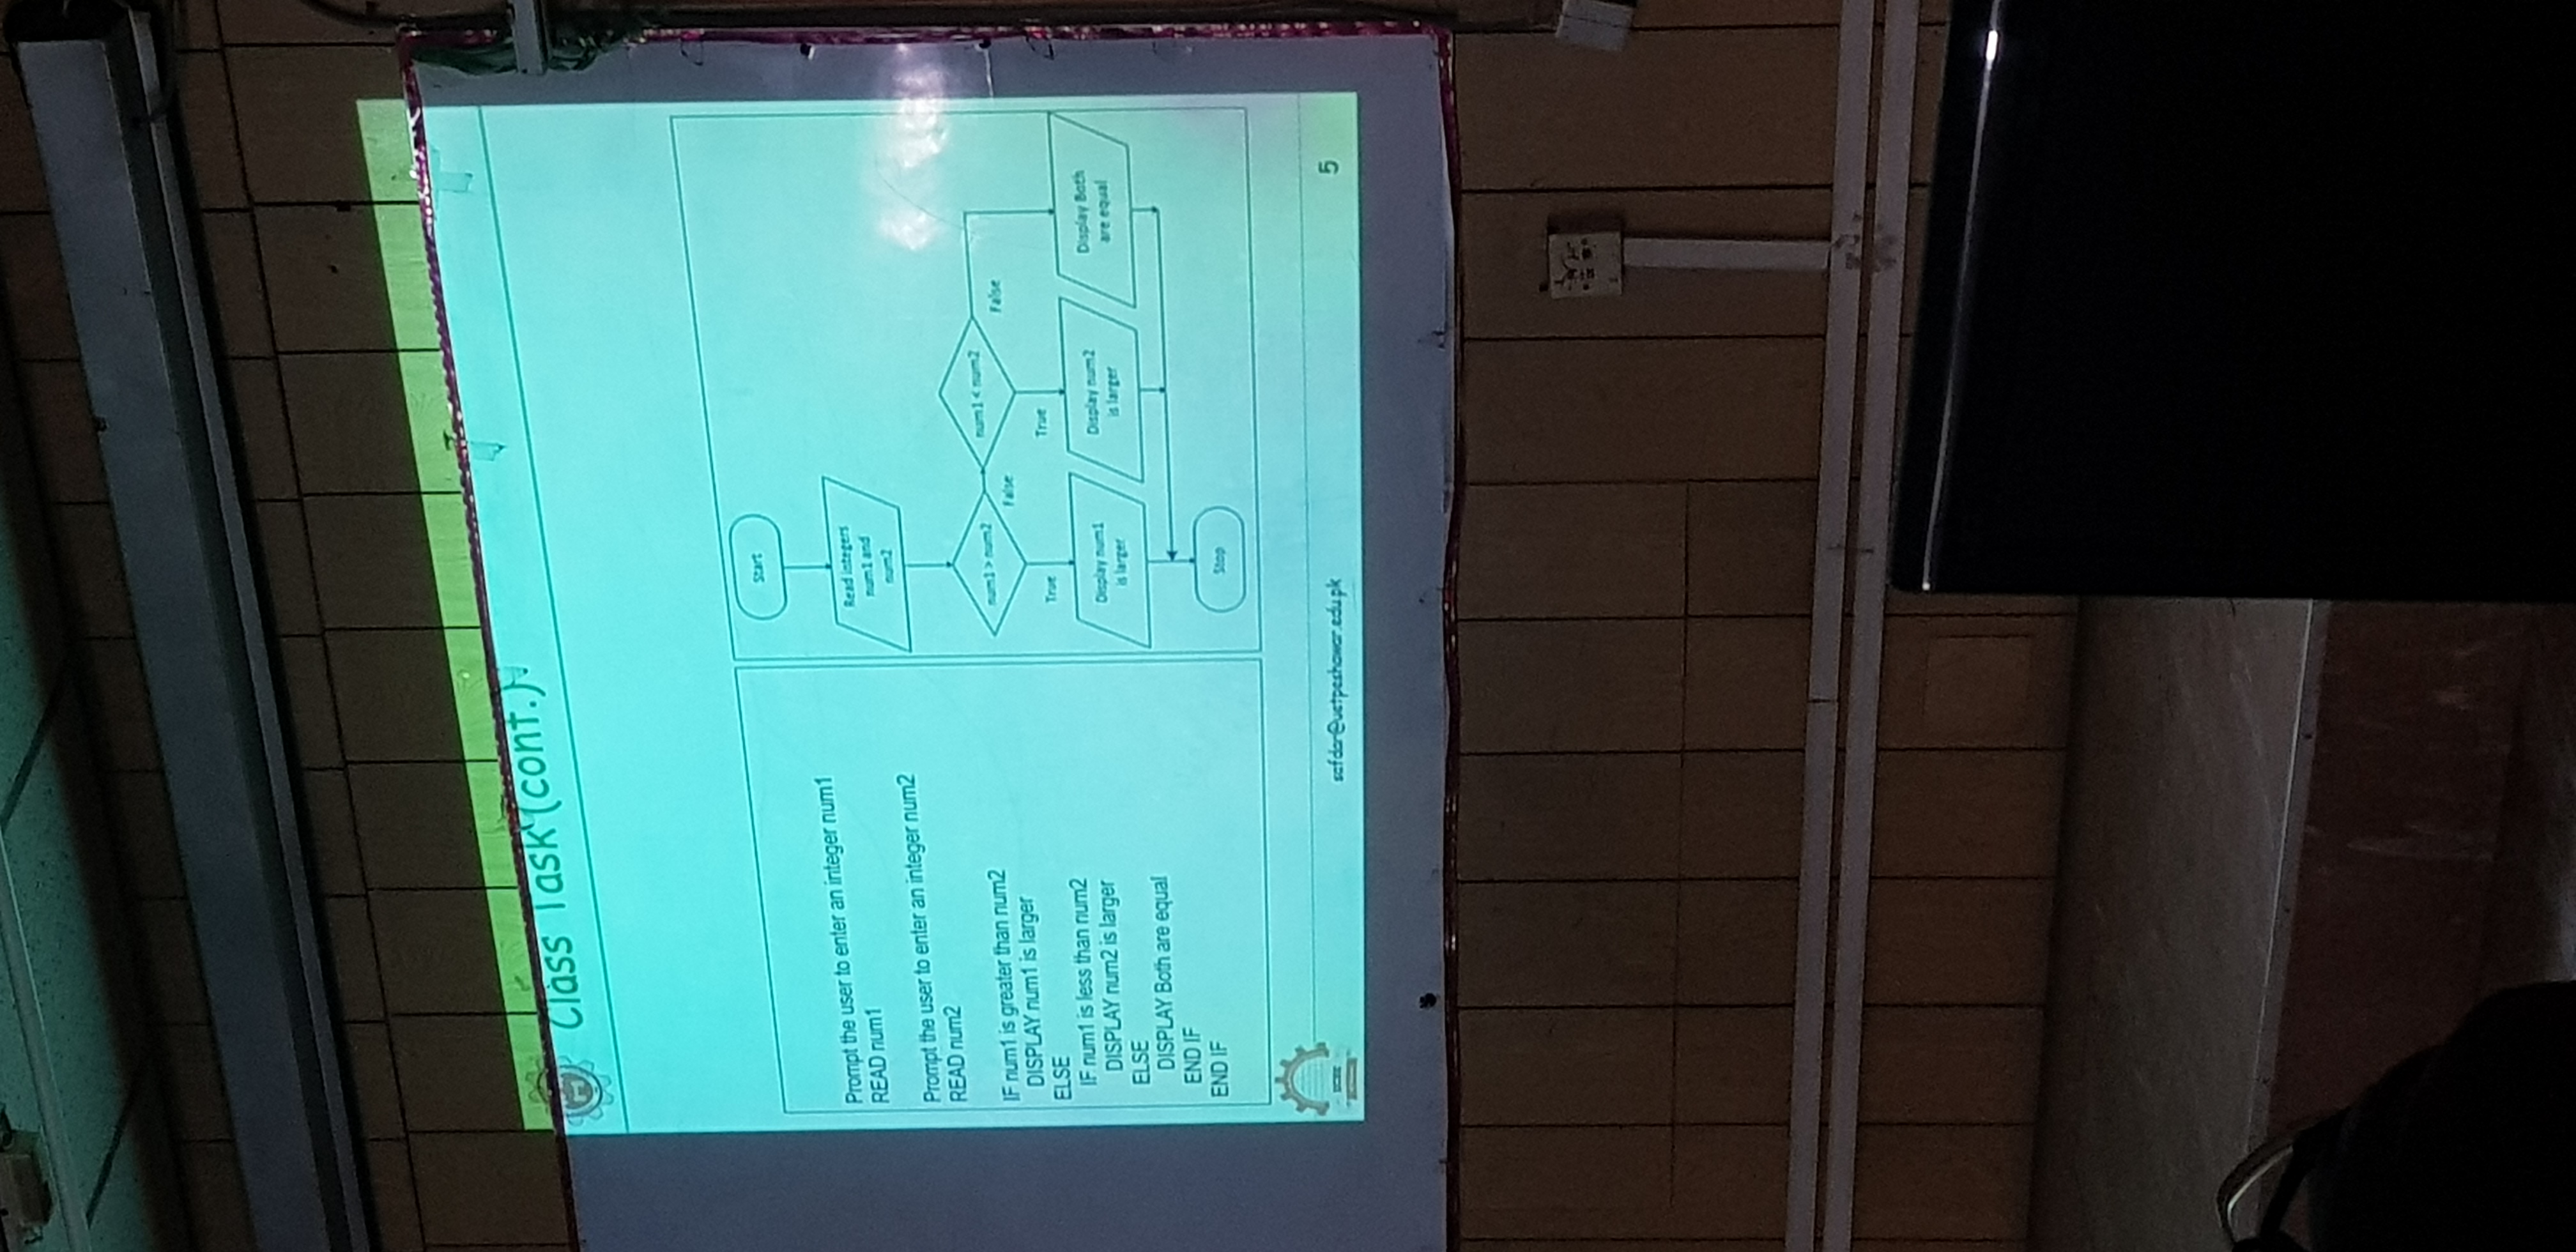 Class Task (cont.)
Prompt the user to enter an integer num1
READ num1
Prompt the user to enter an integer num2
READ num2
IF num1 is greater than num2
DISPLAY num1 is larger
ELSE
IF num1 is less than num2
DISPLAY num2 is larger
ELSE
DISPLAY Both are equal
END IF
END IF
Start
Read integers
num1 and
num2
num1 > num2
False
num1 < num2
False
True
True
Display num1
is larger
Display num2
is larger
Display Both
are equal
Stop
safdar@uetpeshawar.edu.pk
5